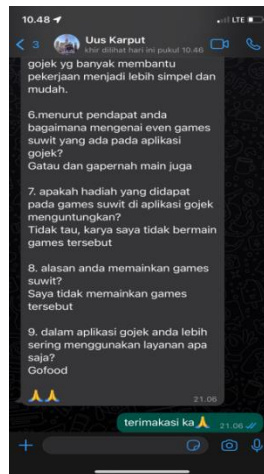 10.48
LTE
3
Uus Karput
khir dilihat hari ini pukul 10.46
gojek yg banyak membantu
pekerjaan menjadi lebih simpel dan
mudah.
6.menurut pendapat anda
bagaimana mengenai even games
suwit yang ada pada aplikasi
gojek?
Gatau dan gapernah main juga
7. apakah hadiah yang didapat
pada games suwit di aplikasi gojek
menguntungkan?
Tidak tau, karya saya tidak bermain
games tersebut
8. alasan anda memainkan games
suwit?
Saya tidak memainkan games
tersebut
9. dalam aplikasi gojek anda lebih
sering menggunakan layanan apa
saja?
Gofood
🙏🙏
21.06
terimakasi ka🙏 21.06